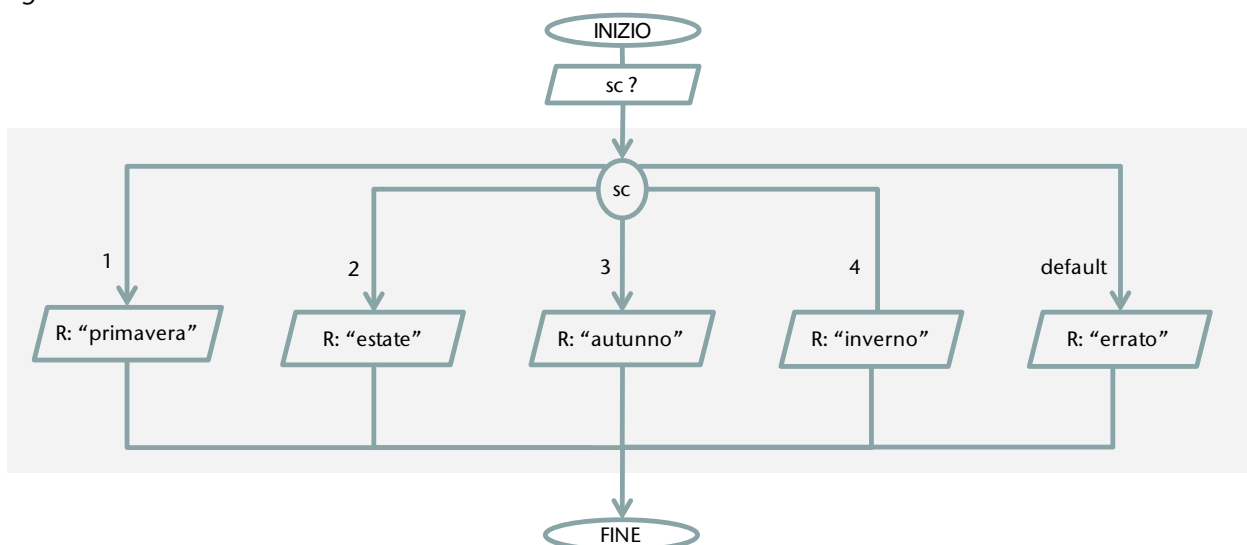 INIZIO
sc ?
sc
1
2
3
4
default
R: “primavera”
R: “estate”
R: “autunno”
R: “inverno”
R: “errato”
FINE